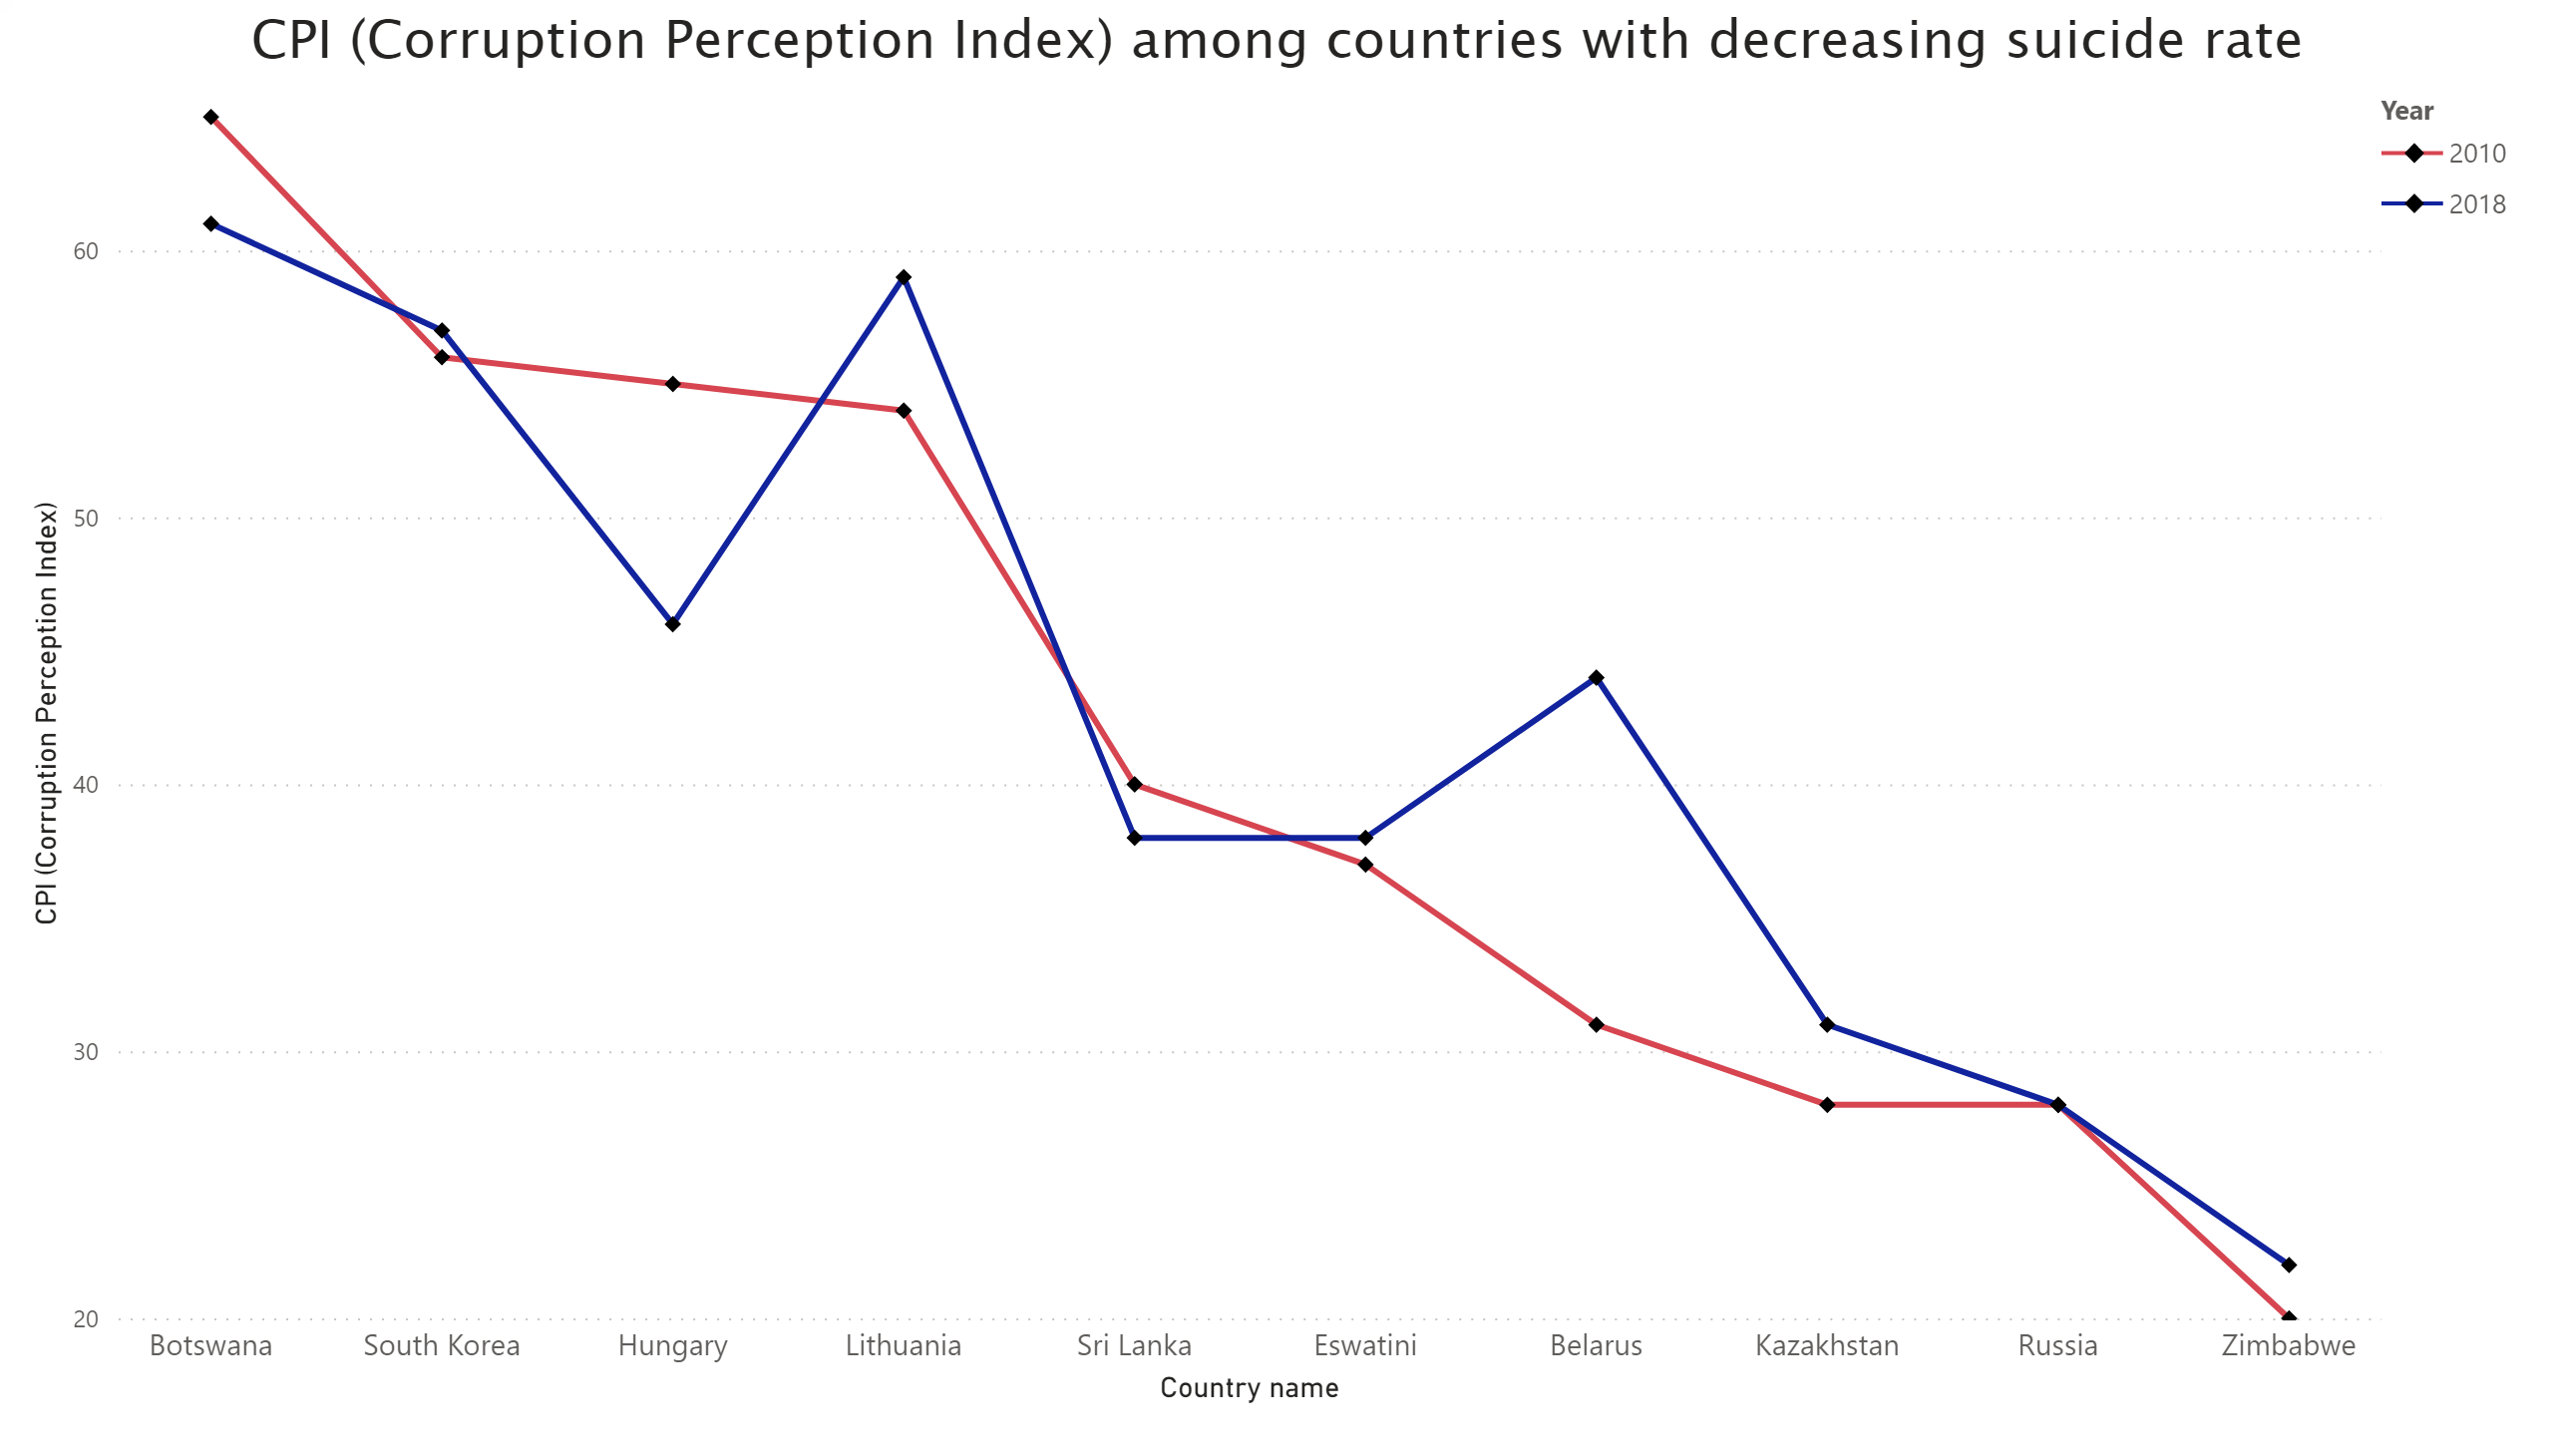 CPI (Corruption Perception Index) among countries with decreasing suicide rate
Year
2010
2018
60
50
40
30
20
CPI (Corruption Perception Index)
Botswana South Korea Hungary Lithuania Sri Lanka Eswatini Belarus Kazakhstan Russia Zimbabwe
Country name